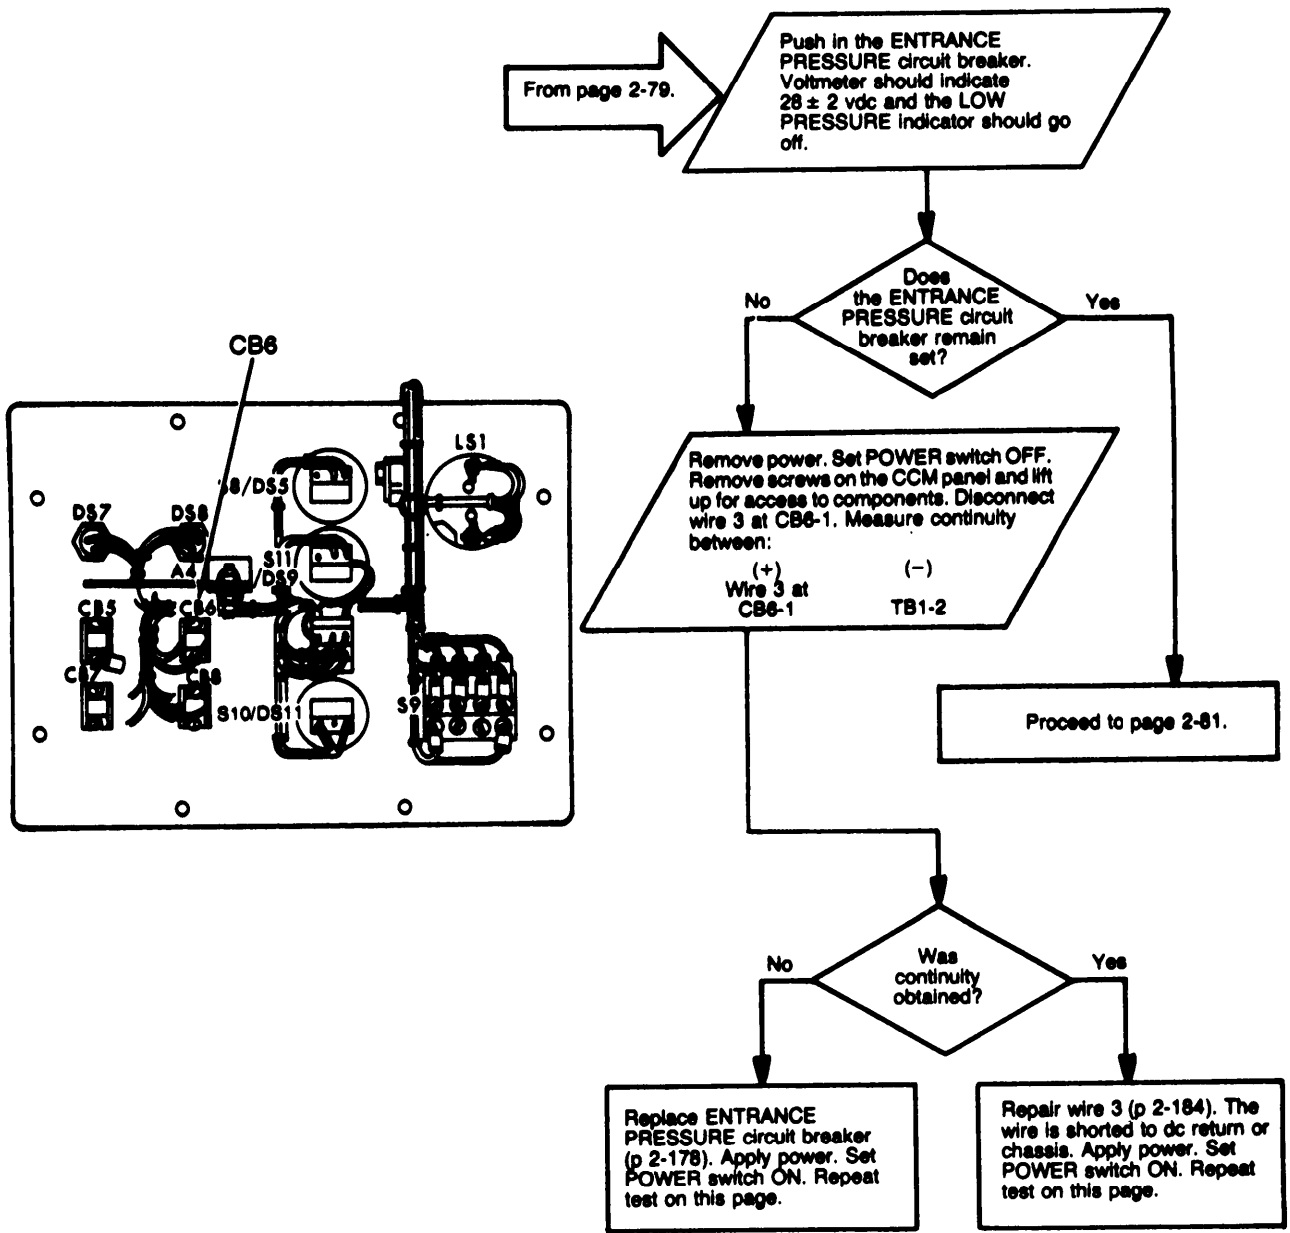 From page 2-79.
Push in the ENTRANCE
PRESSURE circuit breaker.
Voltmeter should indicate
28 ± 2 vdc and the LOW
PRESSURE indicator should go
off.
Does
the ENTRANCE
PRESSURE circuit
breaker remain
set?
No
Yes
CB6
LS1
S8/DS5
DS7
DS8
S11
A4
/DS9
CB5
CB6
CB7
CB8
S10/DS11
S9
Remove power. Set POWER switch OFF.
Remove screws on the CCM panel and lift
up for access to components. Disconnect
wire 3 at CB6-1. Measure continuity
between:
(+)
(−)
Wire 3 at
CB6-1
TB1-2
Proceed to page 2-81.
Was
continuity
obtained?
No
Yes
Replace ENTRANCE
PRESSURE circuit breaker
(p 2-178). Apply power. Set
POWER switch ON. Repeat
test on this page.
Repair wire 3 (p 2-184). The
wire is shorted to dc return or
chassis. Apply power. Set
POWER switch ON. Repeat
test on this page.